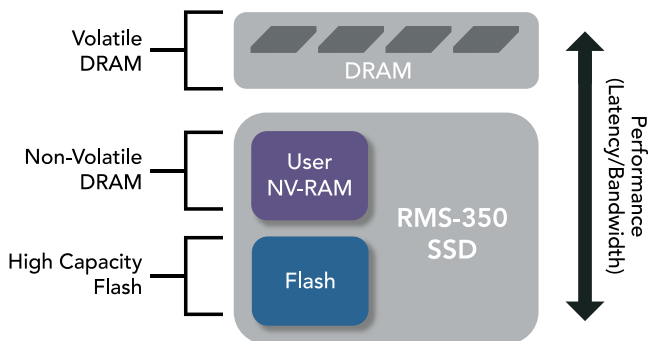 Volatile
DRAM
DRAM
Non-Volatile
DRAM
User
NV-RAM
RMS-350
SSD
High Capacity
Flash
Flash
Performance
(Latency/Bandwidth)